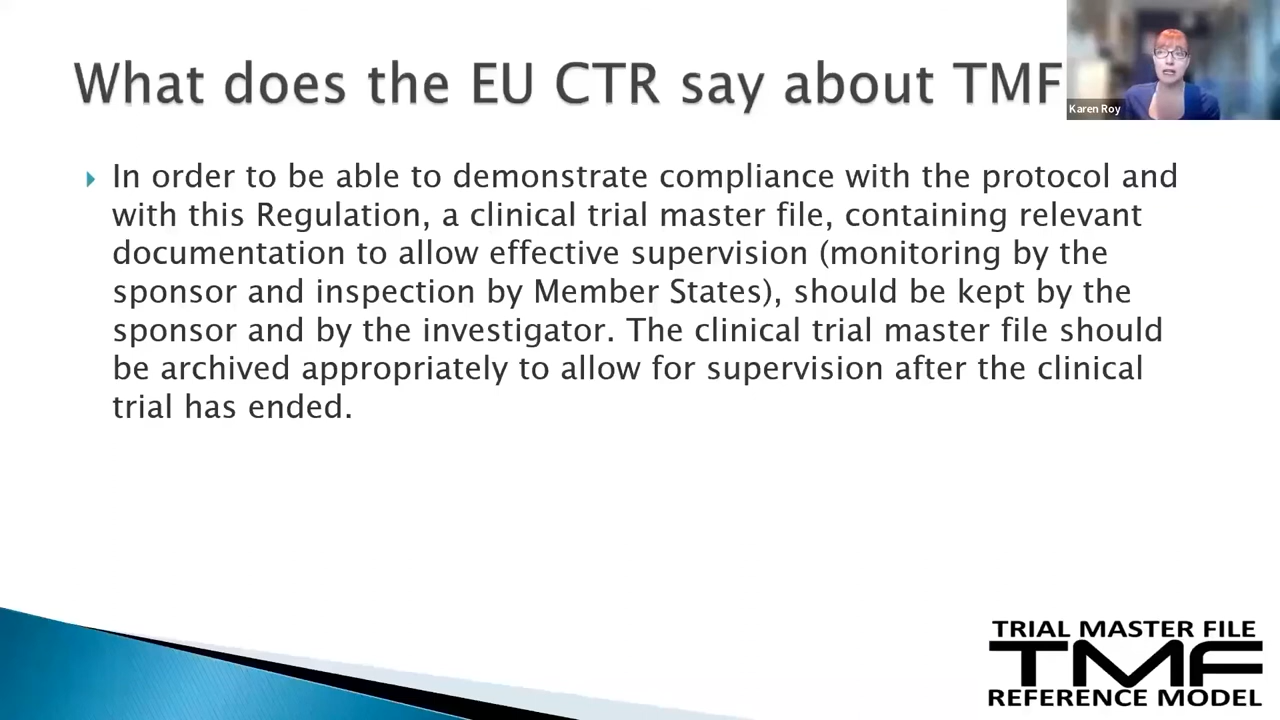 What does the EU CTR say about TMF
Karen Roy
In order to be able to demonstrate compliance with the protocol and
with this Regulation, a clinical trial master file, containing relevant
documentation to allow effective supervision (monitoring by the
sponsor and inspection by Member States), should be kept by the
sponsor and by the investigator. The clinical trial master file should
be archived appropriately to allow for supervision after the clinical
trial has ended.
TRIAL MASTER FILE
TMF
REFERENCE MODEL